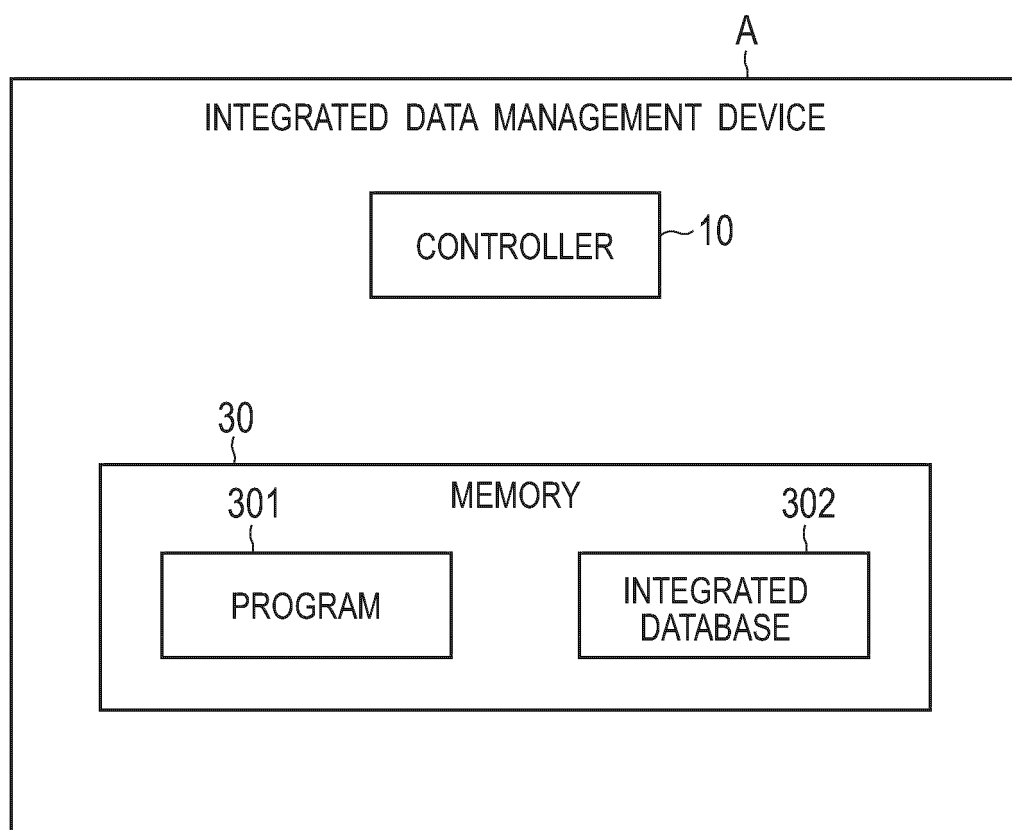 A
INTEGRATED DATA MANAGEMENT DEVICE
CONTROLLER
10
30
MEMORY
301
302
PROGRAM
INTEGRATED
DATABASE